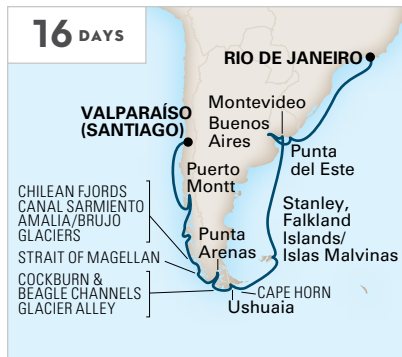 16 DAYS
RIO DE JANEIRO
Montevideo
VALPARAÍSO
(SANTIAGO)
Buenos
Aires
Punta
del Este
Puerto
Montt
CHILEAN FJORDS
CANAL SARMIENTO
AMALIA/BRUJO
GLACIERS
Stanley,
Falkland
Islands/
Islas Malvinas
Punta
Arenas
STRAIT OF MAGELLAN
COCKBURN &
BEAGLE CHANNELS
GLACIER ALLEY
CAPE HORN
Ushuaia